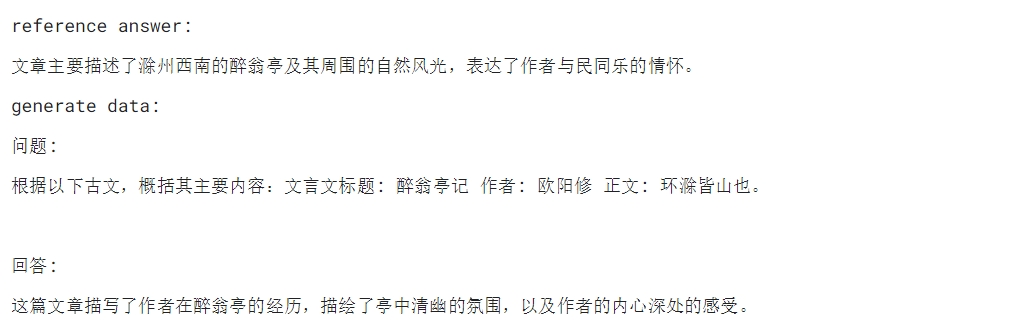 reference answer:
文章主要描述了滁州西南的醉翁亭及其周围的自然风光，表达了作者与民同乐的情怀。
generate data:
问题：
根据以下古文，概括其主要内容：文言文标题： 醉翁亭记 作者： 欧阳修 正文： 环滁皆山也。
回答：
这篇文章描写了作者在醉翁亭的经历，描绘了亭中清幽的氛围，以及作者的内心深处的感受。